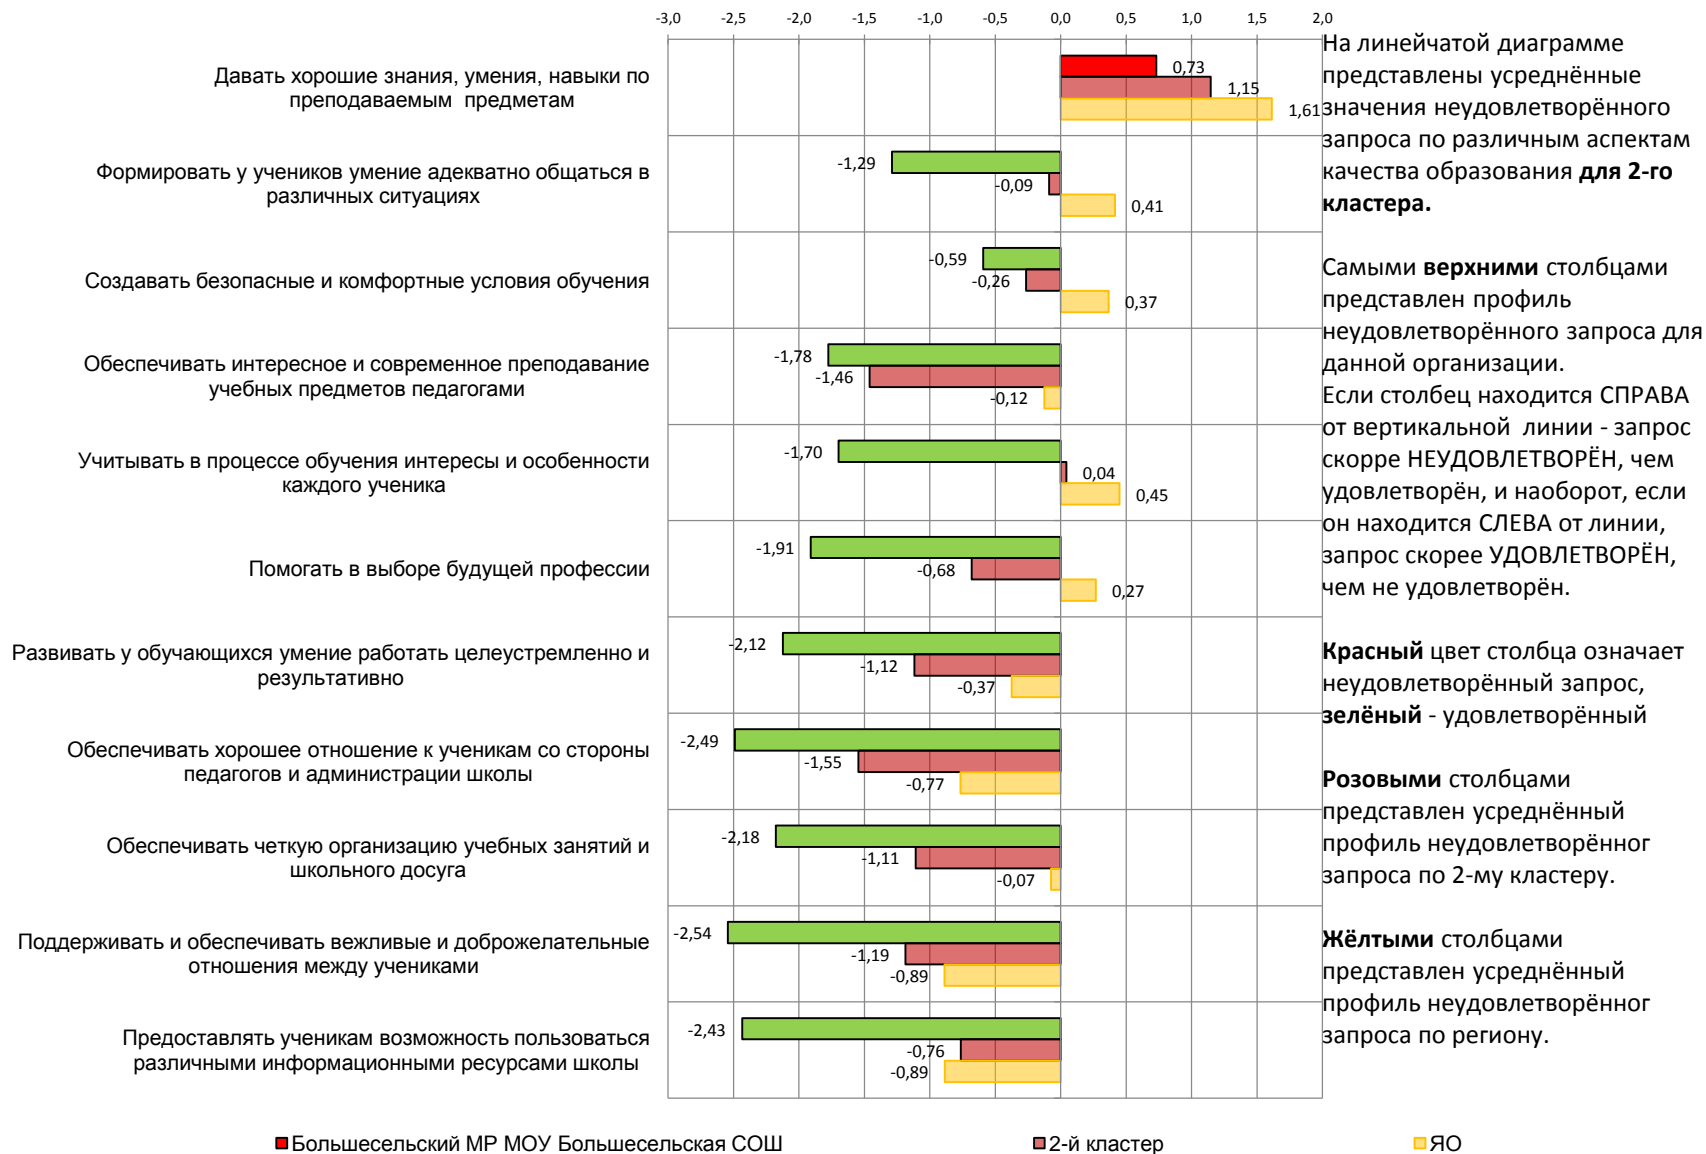 -3,0 -2,5 -2,0 -1,5 -1,0 -0,5 0,0 0,5 1,0 1,5 2,0
Давать хорошие знания, умения, навыки по
преподаваемым предметам
0,73
1,15
1,61
Формировать у учеников умение адекватно общаться в
различных ситуациях
-1,29
-0,09
0,41
Создавать безопасные и комфортные условия обучения
-0,59
-0,26
0,37
Обеспечивать интересное и современное преподавание
учебных предметов педагогами
-1,78
-1,46
-0,12
Учитывать в процессе обучения интересы и особенности
каждого ученика
-1,70
0,04
0,45
Помогать в выборе будущей профессии
-1,91
-0,68
0,27
Развивать у обучающихся умение работать целеустремленно и
результативно
-2,12
-1,12
-0,37
Обеспечивать хорошее отношение к ученикам со стороны
педагогов и администрации школы
-2,49
-1,55
-0,77
Обеспечивать четкую организацию учебных занятий и
школьного досуга
-2,18
-1,11
-0,07
Поддерживать и обеспечивать вежливые и доброжелательные
отношения между учениками
-2,54
-1,19
-0,89
Предоставлять ученикам возможность пользоваться
различными информационными ресурсами школы
-2,43
-0,76
-0,89
На линейчатой диаграмме
представлены усреднённые
значения неудовлетворённого
запроса по различным аспектам
качества образования для 2-го
кластера.
Самыми верхними столбцами
представлен профиль
неудовлетворённого запроса для
данной организации.
Если столбец находится СПРАВА
от вертикальной линии - запрос
скорре НЕУДОВЛЕТВОРЁН, чем
удовлетворён, и наоборот, если
он находится СЛЕВА от линии,
запрос скорее УДОВЛЕТВОРЁН,
чем не удовлетворён.
Красный цвет столбца означает
неудовлетворённый запрос,
зелёный - удовлетворённый
Розовыми столбцами
представлен усреднённый
профиль неудовлетворённог
запроса по 2-му кластеру.
Жёлтыми столбцами
представлен усреднённый
профиль неудовлетворённог
запроса по региону.
Большесельский МР МОУ Большесельская СОШ
2-й кластер
ЯО